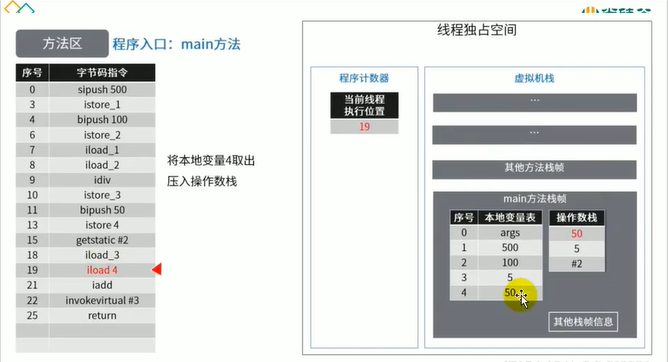 线程独占空间
方法区
程序入口：main方法
序号 字节码指令
0 sipush 500
3 istore_1
4 bipush 100
6 istore_2
7 iload_1
8 iload_2
9 idiv
10 istore_3
11 bipush 50
13 istore 4
15 getstatic #2
18 iload_3
19 iload 4
21 iadd
22 invokevirtual #3
25 return
将本地变量4取出
压入操作数栈
程序计数器
当前线程
执行位置
19
虚拟机栈
...
...
其他方法栈帧
main方法栈帧
序号 本地变量表
0 args
1 500
2 100
3 5
4 50
操作数栈
50
5
#2
其他栈帧信息